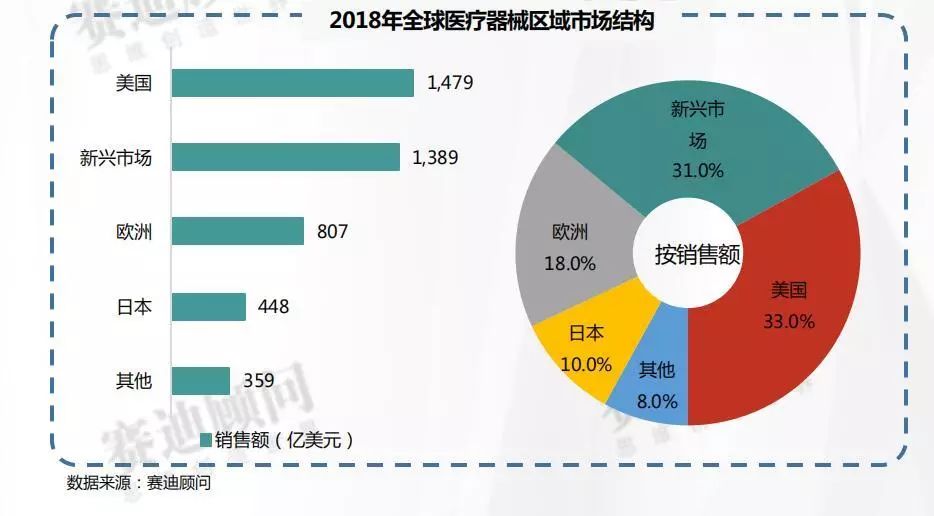 2018年全球医疗器械区域市场结构
美国
1,479
新兴市场
1,389
欧洲
807
日本
448
其他
359
销售额（亿美元）
新兴市
场
31.0%
欧洲
18.0%
按销售额
美国
33.0%
日本
10.0%
其他
8.0%
赛迪顾问
数据来源：赛迪顾问